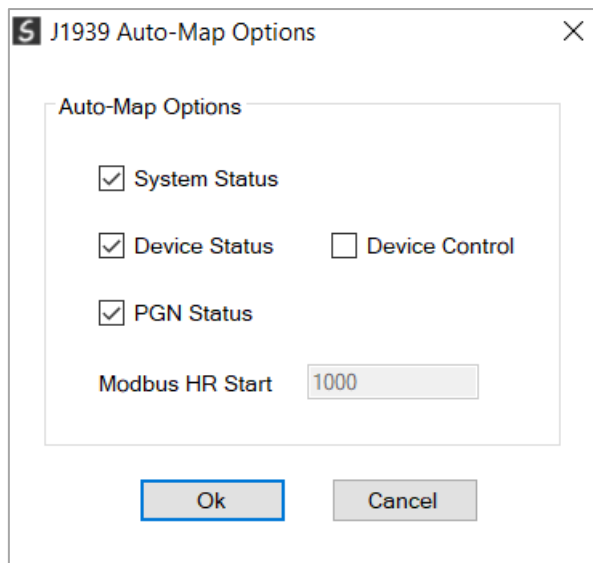 S J1939 Auto-Map Options
Auto-Map Options
System Status
Device Status Device Control
PGN Status
Modbus HR Start 1000
Ok Cancel